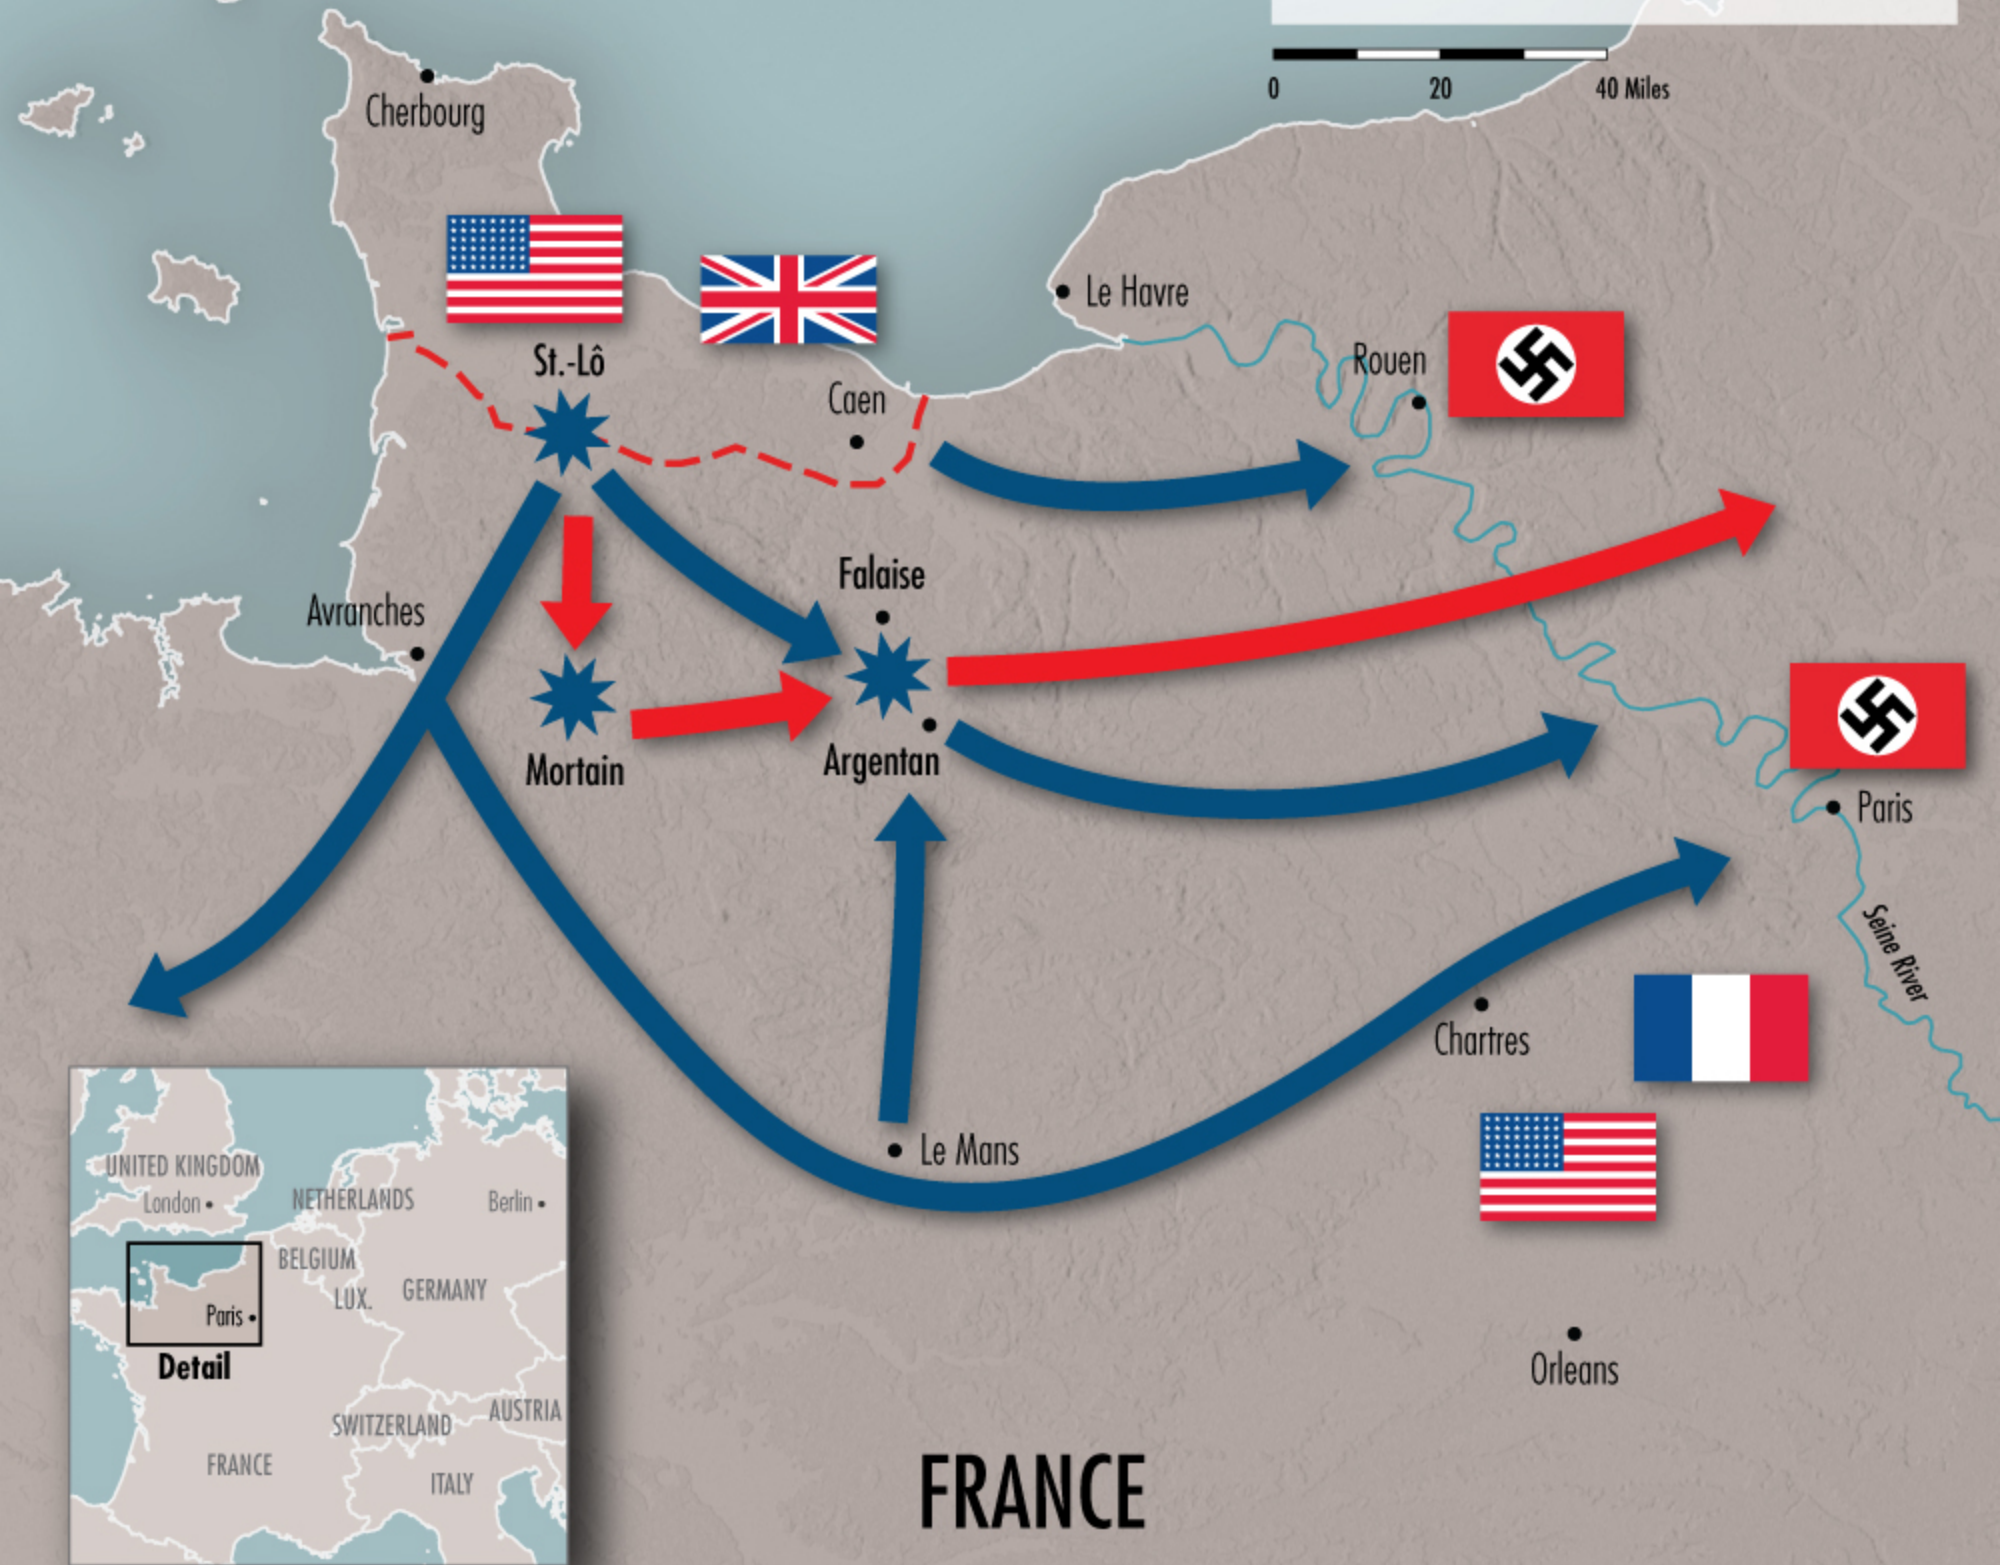 0 20 40 Miles
Cherbourg
Le Havre
St.-Lô
Rouen
Caen
Falaise
Avranches
Mortain
Argentan
Paris
Seine River
Chartres
Le Mans
Orleans
FRANCE
UNITED KINGDOM
London
NETHERLANDS
Berlin
BELGIUM
GERMANY
LUX.
Paris
Detail
SWITZERLAND
AUSTRIA
FRANCE
ITALY